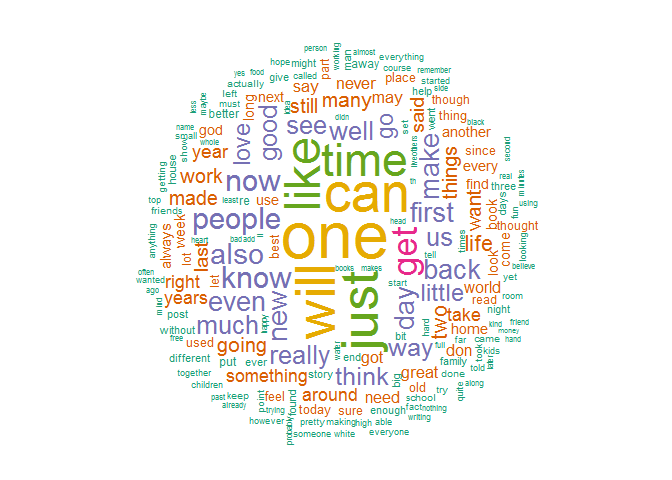 person
hope might man almost everything
yes food working away course remember
actually give called part started
left idea say never place help side
less maybe must next still many may though
better long said went thing black
name god good see well go set another
small love didn since second
show year make things every
whole like time others
getting house work now can th find real three minutes
top made least re use want days using
friends people one first book fun thought
always week lot last best head get us life times
anything heart bad add tell look come looking
often right let also will just books makes back believe
wanted know start day world yet
ago years even new little read room
mind post much happy hard two take night kind friend
without used going water bit way home far money
free put ever really full don came hand
different story end got took kids later
together something think big great done told
children feel around need old family try quite along
past keep point found school
already trying today sure enough fact nothing
however probably pretty making high able writing
someone white everyone